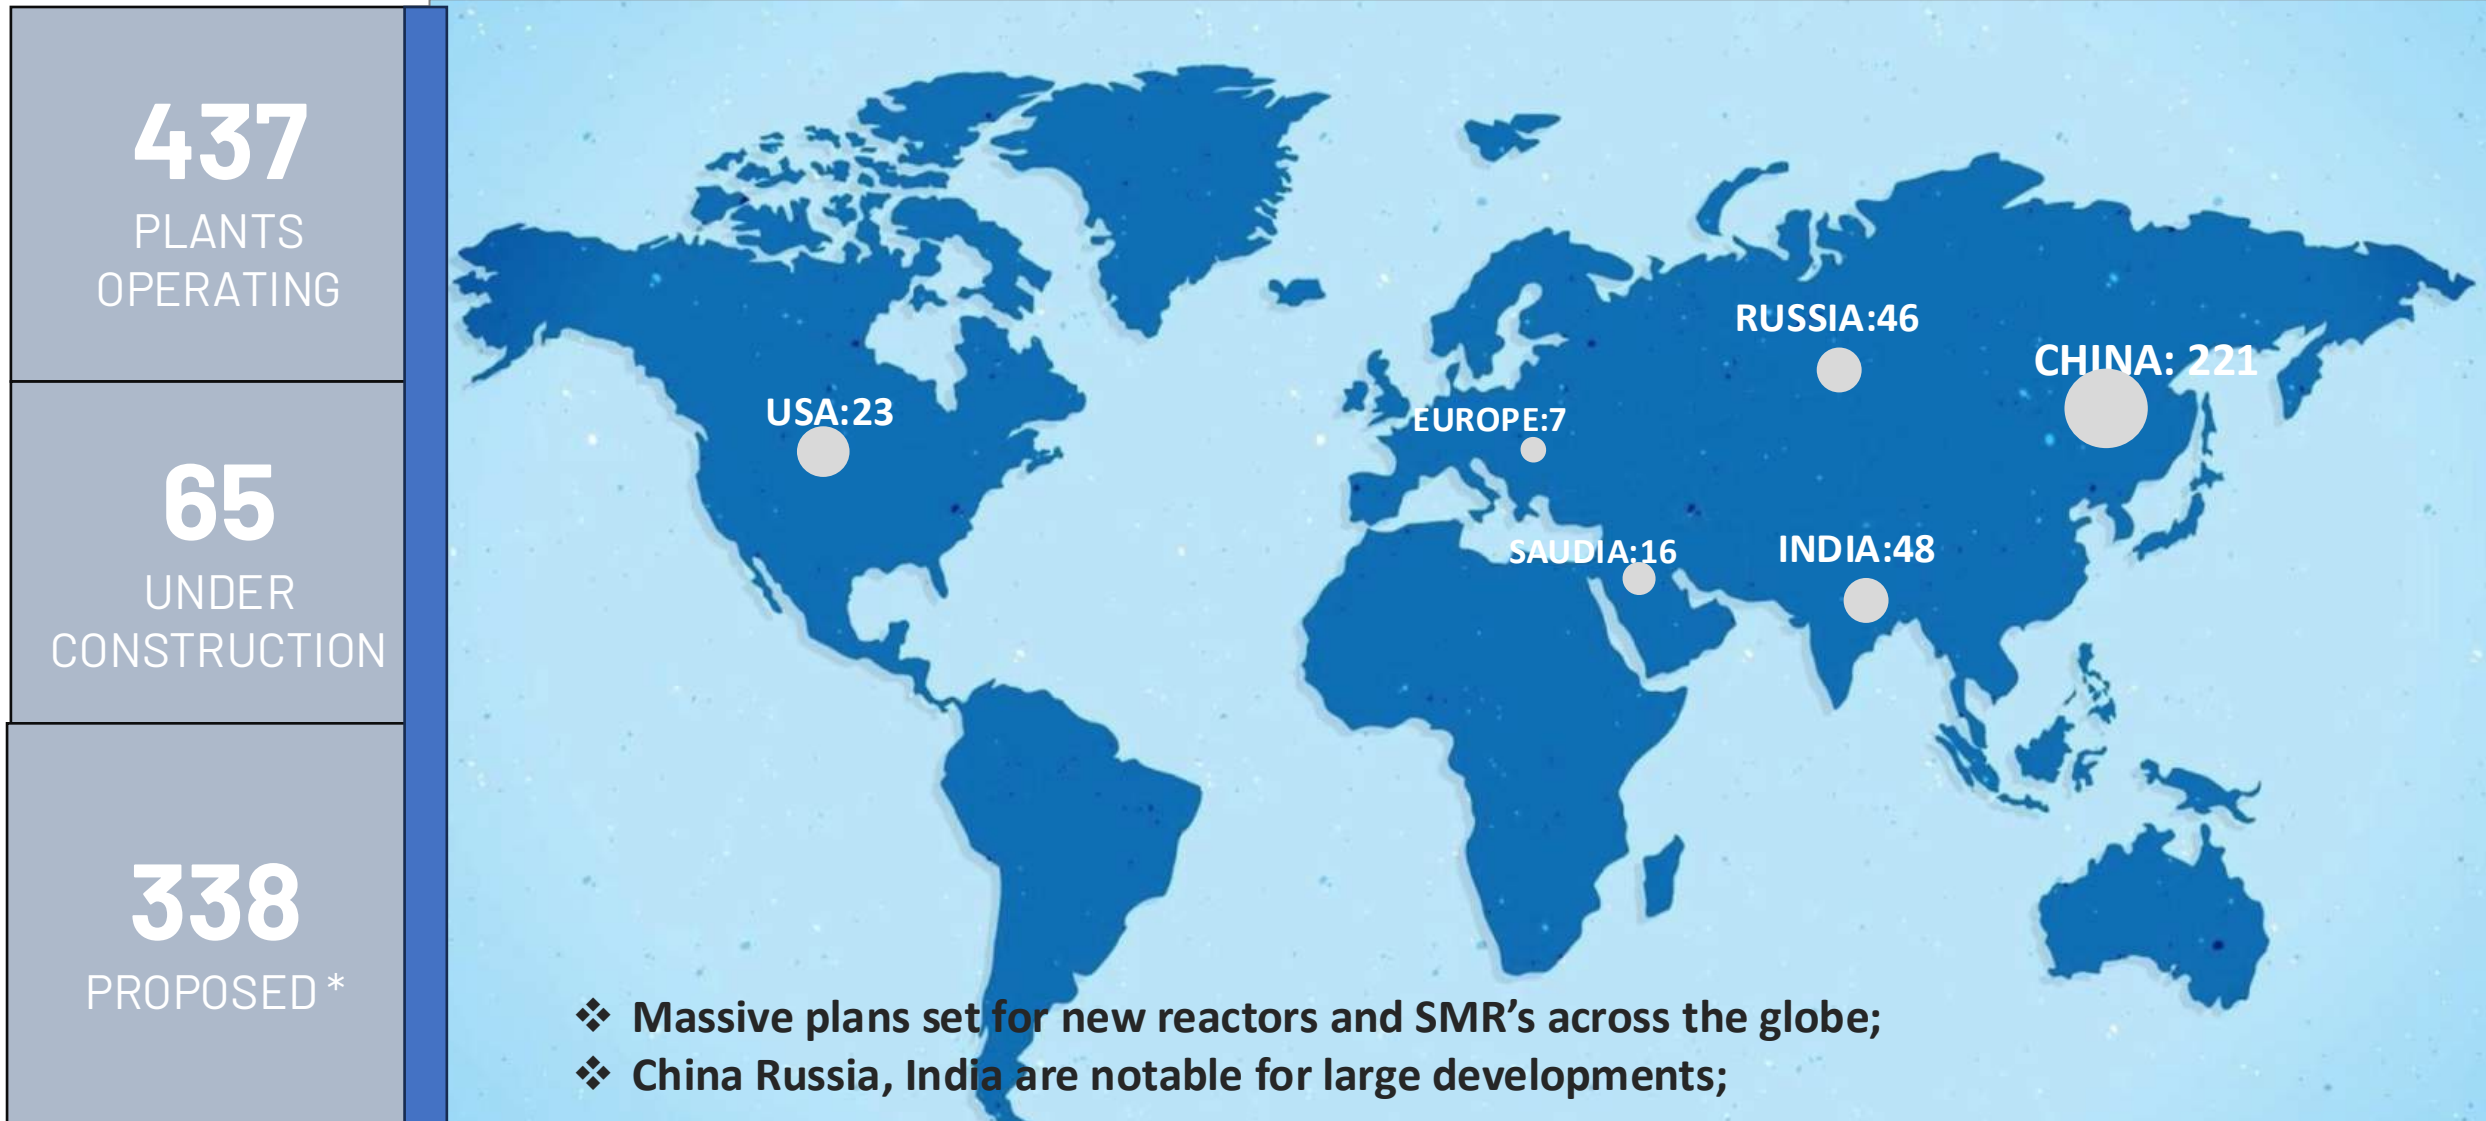 437
PLANTS
OPERATING
65
UNDER
CONSTRUCTION
338
PROPOSED *
RUSSIA:46
CHINA: 221
USA:23
EUROPE:7
SAUDIA:16
INDIA:48
❖ Massive plans set for new reactors and SMR’s across the globe;
❖ China Russia, India are notable for large developments;